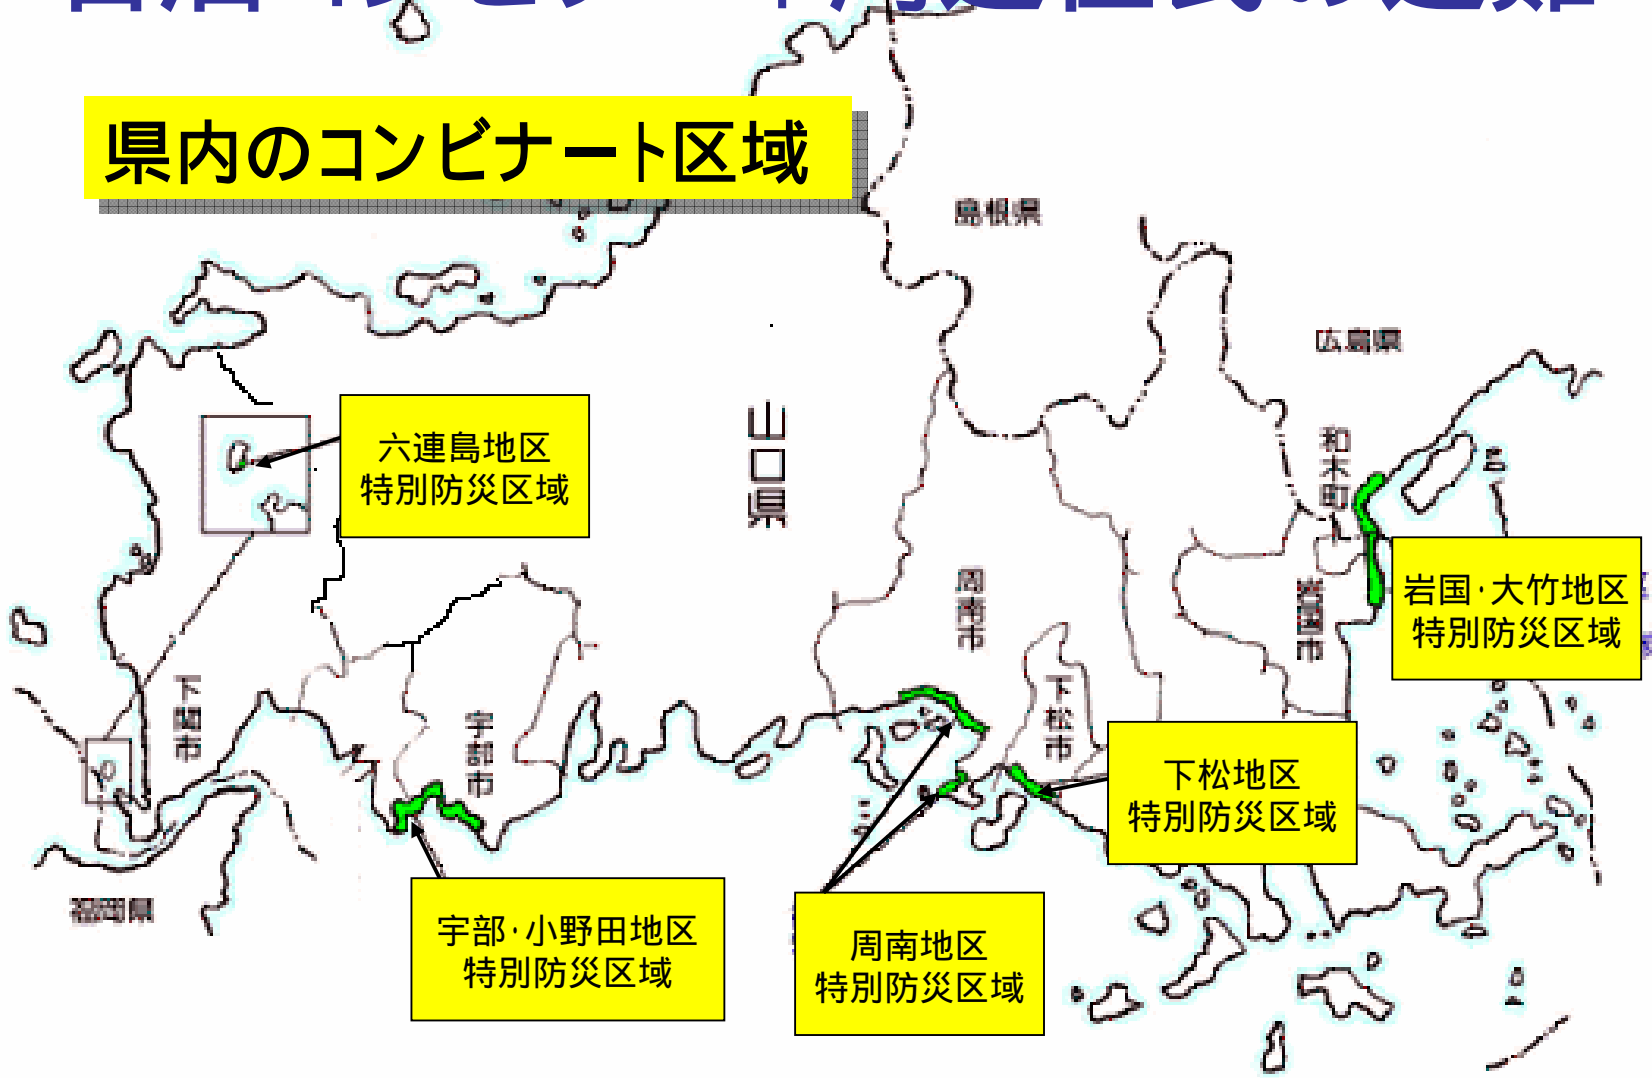 県内のコンビナート区域
島根県
広島県
山口県
六連島地区
特別防災区域
和木町
岩国・大竹地区
特別防災区域
岩国市
周南市
下松市
下関市
宇部市
下松地区
特別防災区域
福岡県
宇部・小野田地区
特別防災区域
周南地区
特別防災区域